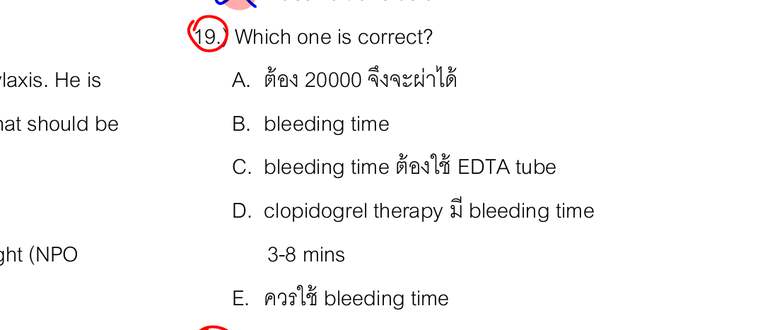 19. Which one is correct?
ylaxis. He is
A. ต้อง 20000 จึงจะผ่าได้
hat should be
B. bleeding time
C. bleeding time ต้องใช้ EDTA tube
D. clopidogrel therapy มี bleeding time
ght (NPO
3-8 mins
E. ควรใช้ bleeding time